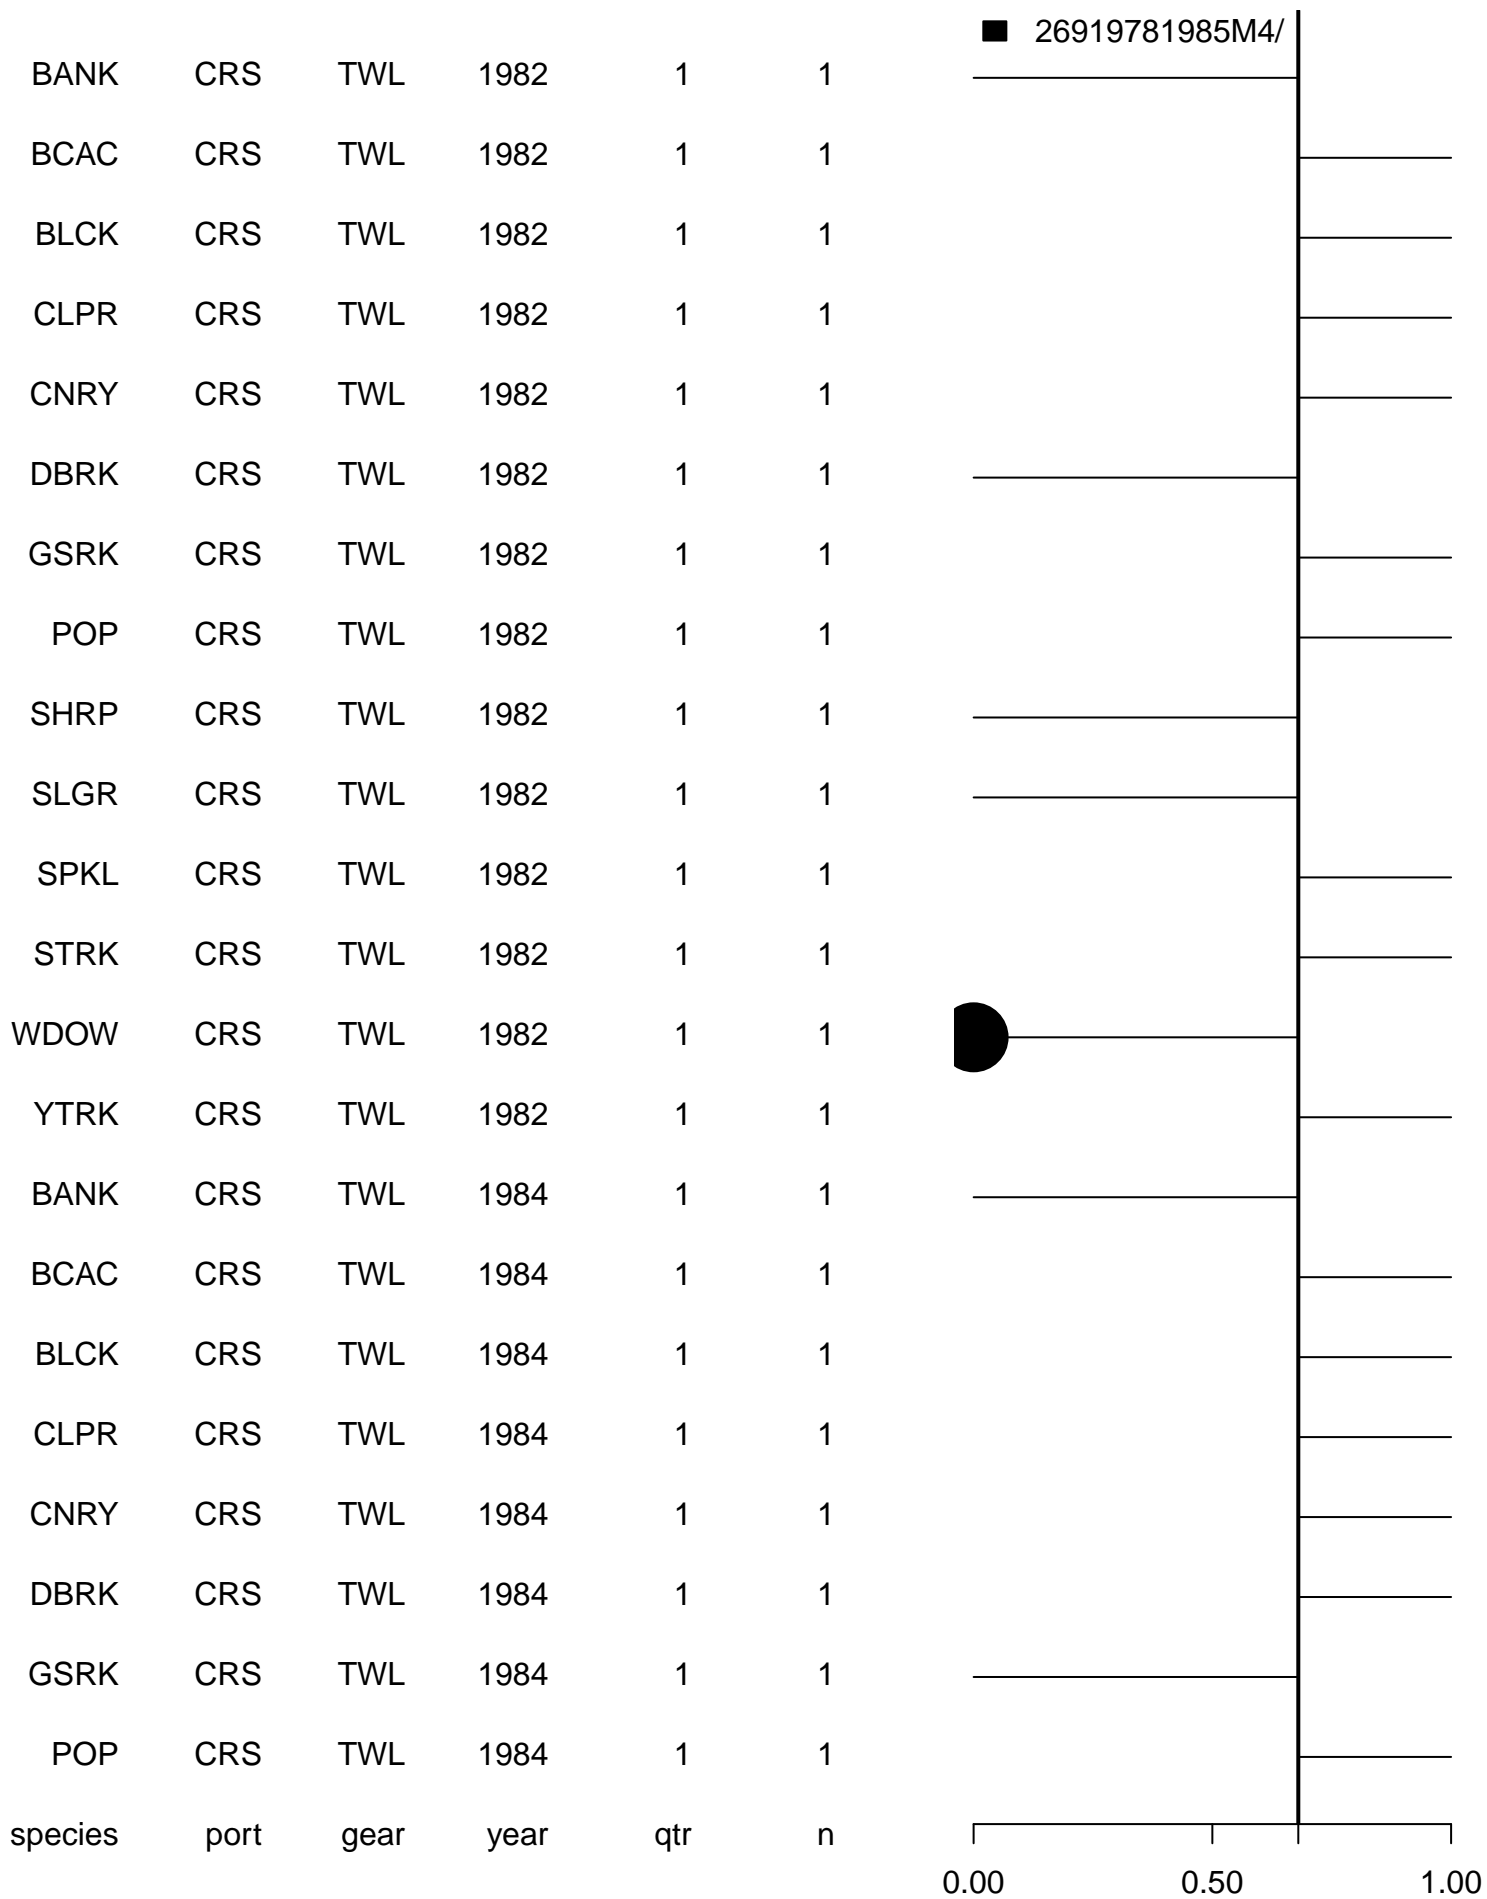 26919781985M4/
BANK CRS TWL 1982 1 1
BCAC CRS TWL 1982 1 1
BLCK CRS TWL 1982 1 1
CLPR CRS TWL 1982 1 1
CNRY CRS TWL 1982 1 1
DBRK CRS TWL 1982 1 1
GSRK CRS TWL 1982 1 1
POP CRS TWL 1982 1 1
SHRP CRS TWL 1982 1 1
SLGR CRS TWL 1982 1 1
SPKL CRS TWL 1982 1 1
STRK CRS TWL 1982 1 1
WDOW CRS TWL 1982 1 1
YTRK CRS TWL 1982 1 1
BANK CRS TWL 1984 1 1
BCAC CRS TWL 1984 1 1
BLCK CRS TWL 1984 1 1
CLPR CRS TWL 1984 1 1
CNRY CRS TWL 1984 1 1
DBRK CRS TWL 1984 1 1
GSRK CRS TWL 1984 1 1
POP CRS TWL 1984 1 1
species port gear year qtr n
0.00 0.50 1.00